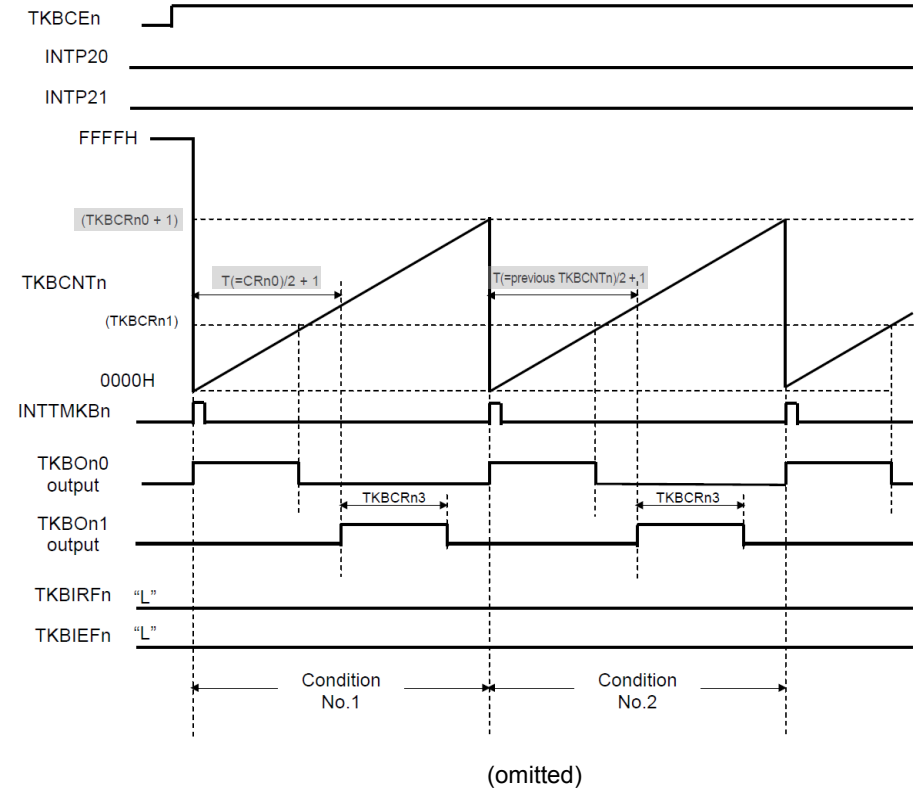 TKBCEn
INTP20
INTP21
FFFFH
(TKBCRn0 + 1)
T(=CRn0)/2 + 1
T(=previous TKBCNTn)/2 + 1
TKBCNTn
(TKBCRn1)
0000H
INTTMKBn
TKBOn0
output
TKBCRn3
TKBCRn3
TKBOn1
output
TKBIRFn "L"
TKBIEFn "L"
Condition
No.1
Condition
No.2
(omitted)